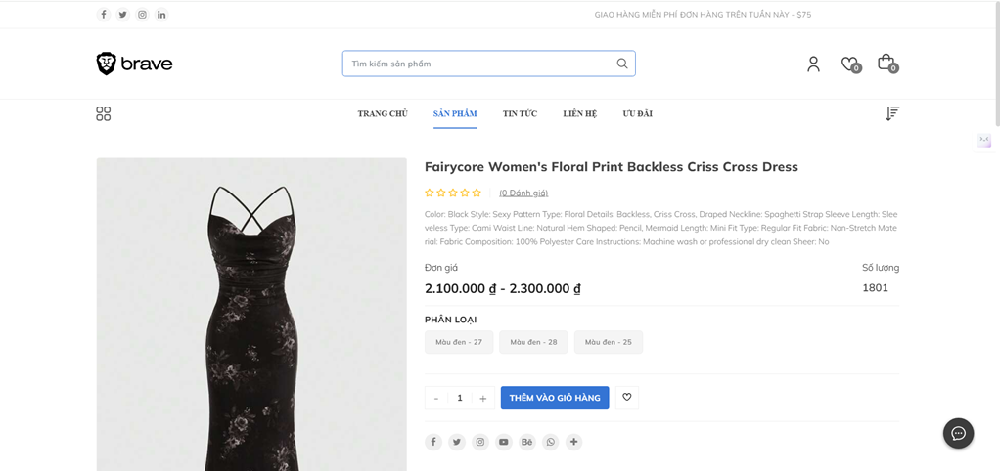 GIAO HÀNG MIỄN PHÍ ĐƠN HÀNG TRÊN TUẦN NÀY - $75
brave
Tìm kiếm sản phẩm
0
0
TRANG CHỦ
SẢN PHẨM
TIN TỨC
LIÊN HỆ
ƯU ĐÃI
Fairycore Women's Floral Print Backless Criss Cross Dress
(0 Đánh giá)
Color: Black Style: Sexy Pattern Type: Floral Details: Backless, Criss Cross, Draped Neckline: Spaghetti Strap Sleeve Length: Slee
veless Type: Cami Waist Line: Natural Hem Shaped: Pencil, Mermaid Length: Mini Fit Type: Regular Fit Fabric: Non-Stretch Mate
rial: Fabric Composition: 100% Polyester Care Instructions: Machine wash or professional dry clean Sheer: No
Đơn giá
Số lượng
2.100.000 ₫ - 2.300.000 ₫
1801
PHÂN LOẠI
Màu đen - 27
Màu đen - 28
Màu đen - 25
- 1 +
THÊM VÀO GIỎ HÀNG
Bē